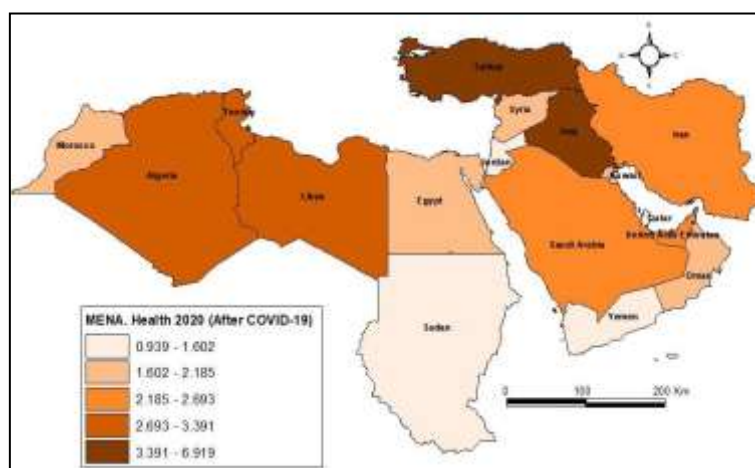 Turkey
Syria
Iraq
Iran
Tunisia
Morocco
Jordan
Kuwait
Algeria
Libya
Egypt
Qatar
United Arab Emirates
Saudi Arabia
Oman
Sudan
Yemen
MENA. Health 2020 (After COVID-19)
0.939 - 1.602
1.602 - 2.185
2.185 - 2.693
2.693 - 3.391
3.391 - 6.919
0 100 200 Km